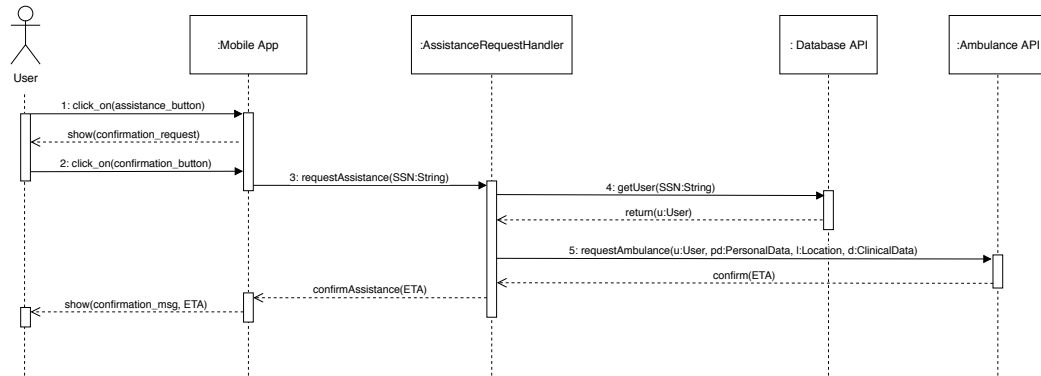 :Mobile App
:AssistanceRequestHandler
: Database API
:Ambulance API
User
1: click_on(assistance_button)
show(confirmation_request)
2: click_on(confirmation_button)
3: requestAssistance(SSN:String)
4: getUser(SSN:String)
return(u:User)
5: requestAmbulance(u:User, pd:PersonalData, l:Location, d:ClinicalData)
confirm(ETA)
confirmAssistance(ETA)
show(confirmation_msg, ETA)